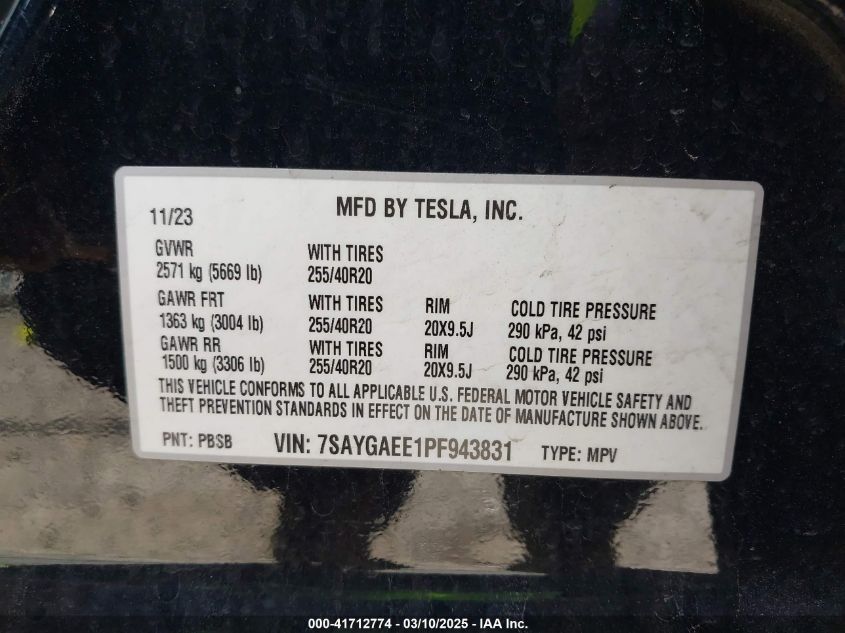 11/23 MFD BY TESLA, INC.
GVWR WITH TIRES
2571 kg (5669 lb) 255/40R20
GAWR FRT WITH TIRES RIM COLD TIRE PRESSURE
1363 kg (3004 lb) 255/40R20 20X9.5J 290 kPa, 42 psi
GAWR RR WITH TIRES RIM COLD TIRE PRESSURE
1500 kg (3306 lb) 255/40R20 20X9.5J 290 kPa, 42 psi
THIS VEHICLE CONFORMS TO ALL APPLICABLE U.S. FEDERAL MOTOR VEHICLE SAFETY AND
THEFT PREVENTION STANDARDS IN EFFECT ON THE DATE OF MANUFACTURE SHOWN ABOVE.
PNT: PBSB VIN: 7SAYGAEE1PF943831 TYPE: MPV
000-41712774 - 03/10/2025 - IAA Inc.